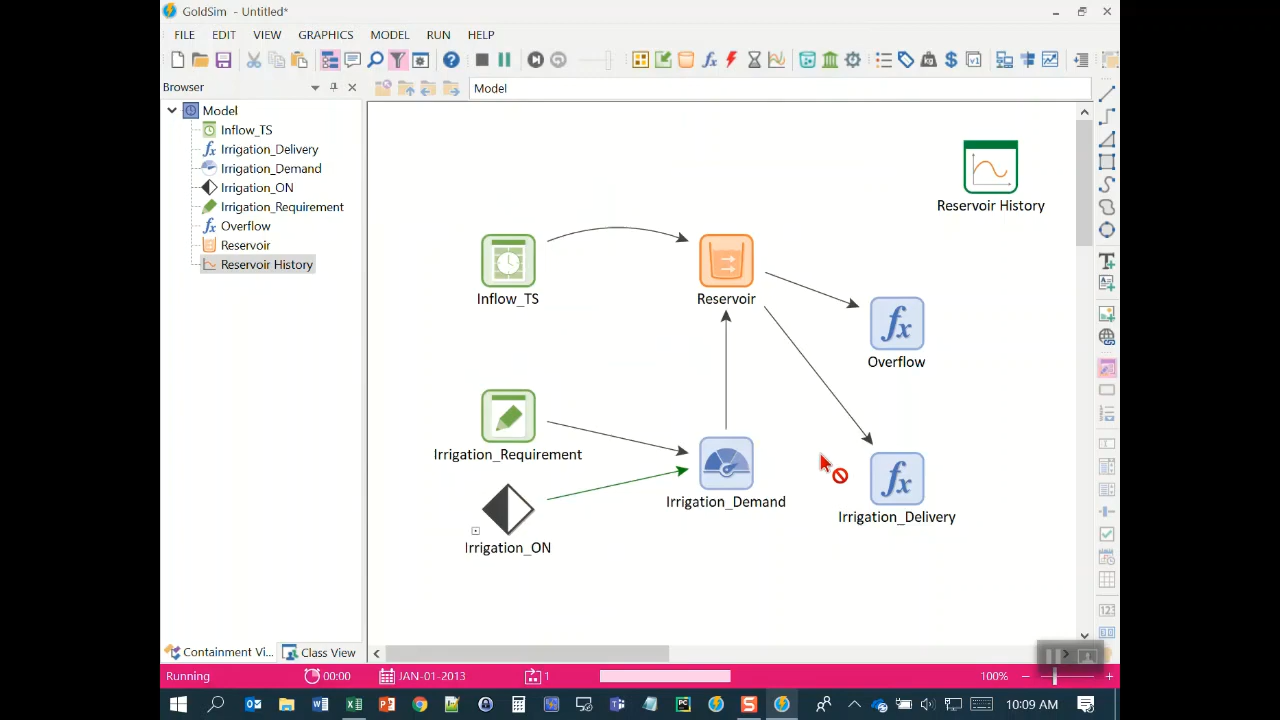 GoldSim - Untitled*
FILE EDIT VIEW GRAPHICS MODEL RUN HELP
Browser
Model
Model
Inflow_TS
Irrigation_Delivery
Irrigation_Demand
Irrigation_ON
Irrigation_Requirement
Overflow
Reservoir
Reservoir History
Reservoir History
Inflow_TS
Reservoir
Overflow
Irrigation_Requirement
Irrigation_Demand
Irrigation_Delivery
Irrigation_ON
Containment Vi... Class View
Running 00:00 JAN-01-2013 1 100%
10:09 AM